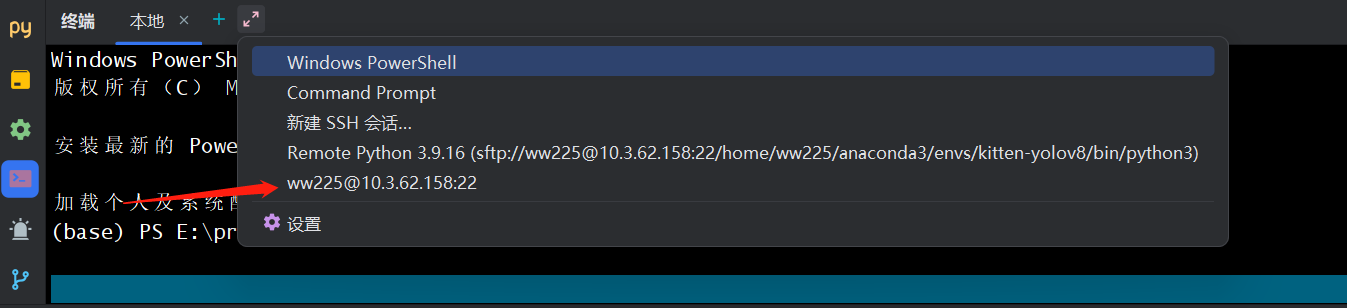 py
终端 本地 ×
Windows PowerSh
版权所有（C） M
安装最新的 Powe
加载个人及系统
(base) PS E:\pr
Windows PowerShell
Command Prompt
新建 SSH 会话...
Remote Python 3.9.16 (sftp://ww225@10.3.62.158:22/home/ww225/anaconda3/envs/kitten-yolov8/bin/python3)
ww225@10.3.62.158:22
设置